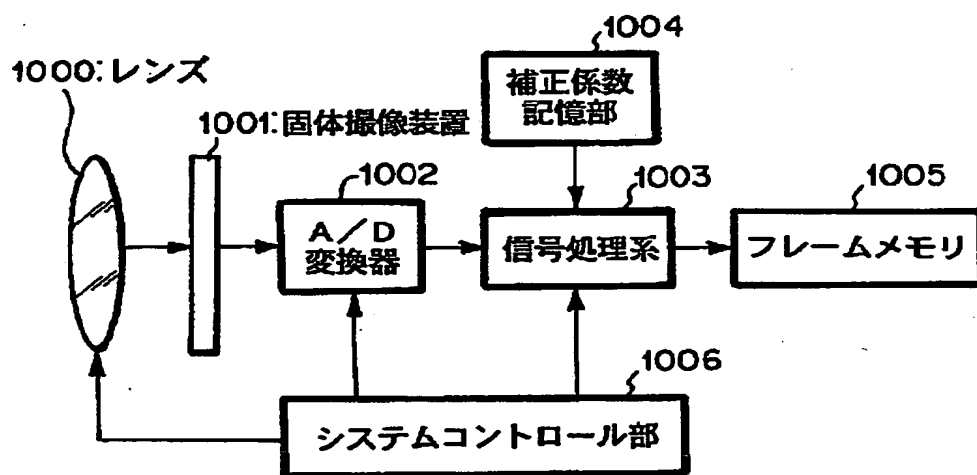 1004
補正係数
記憶部
1000:レンズ
1001:固体撮像装置
1002
A/D
変換器
1003
信号処理系
1005
フレームメモリ
1006
システムコントロール部